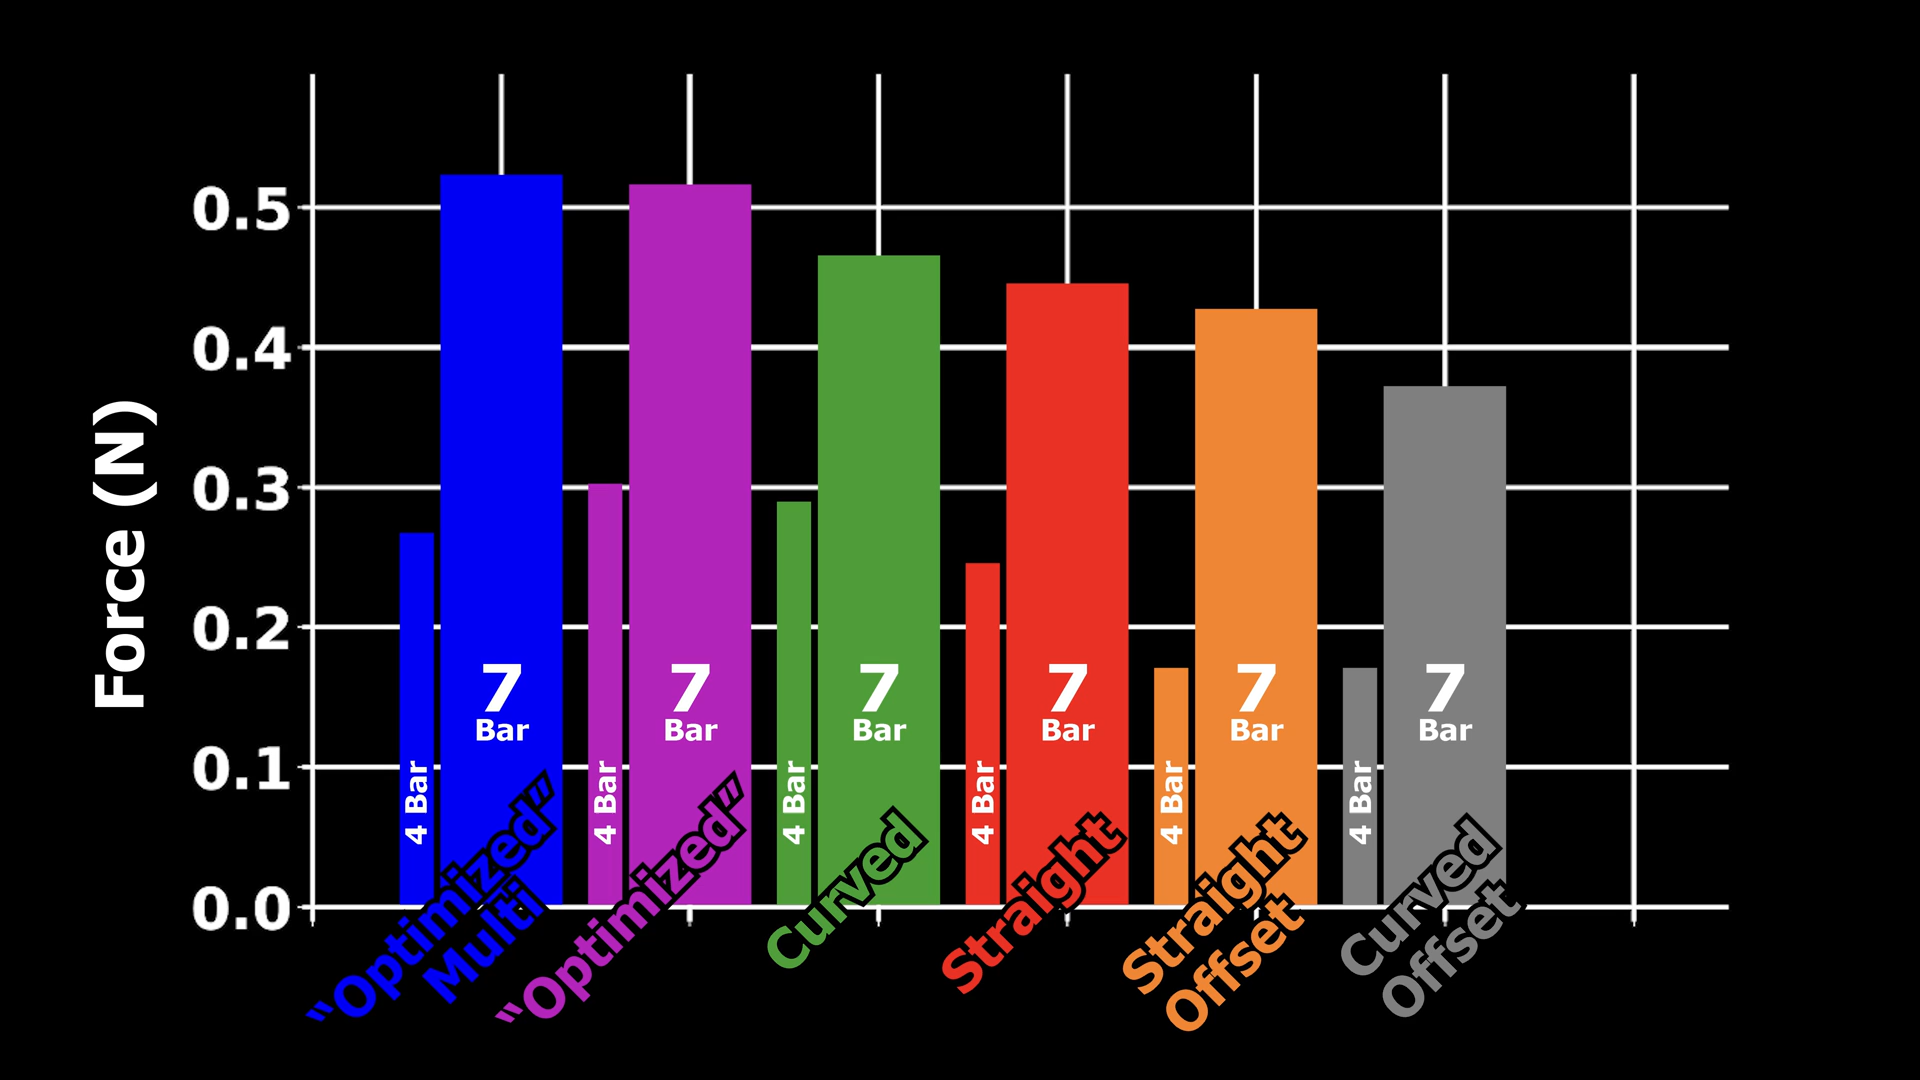 Force (N)
0.5
0.4
0.3
0.2
0.1
0.0
4 Bar
7
Bar
4 Bar
7
Bar
4 Bar
7
Bar
4 Bar
7
Bar
4 Bar
7
Bar
4 Bar
7
Bar
“Optimized”
Multi
“Optimized”
Curved
Straight
Straight
Offset
Curved
Offset